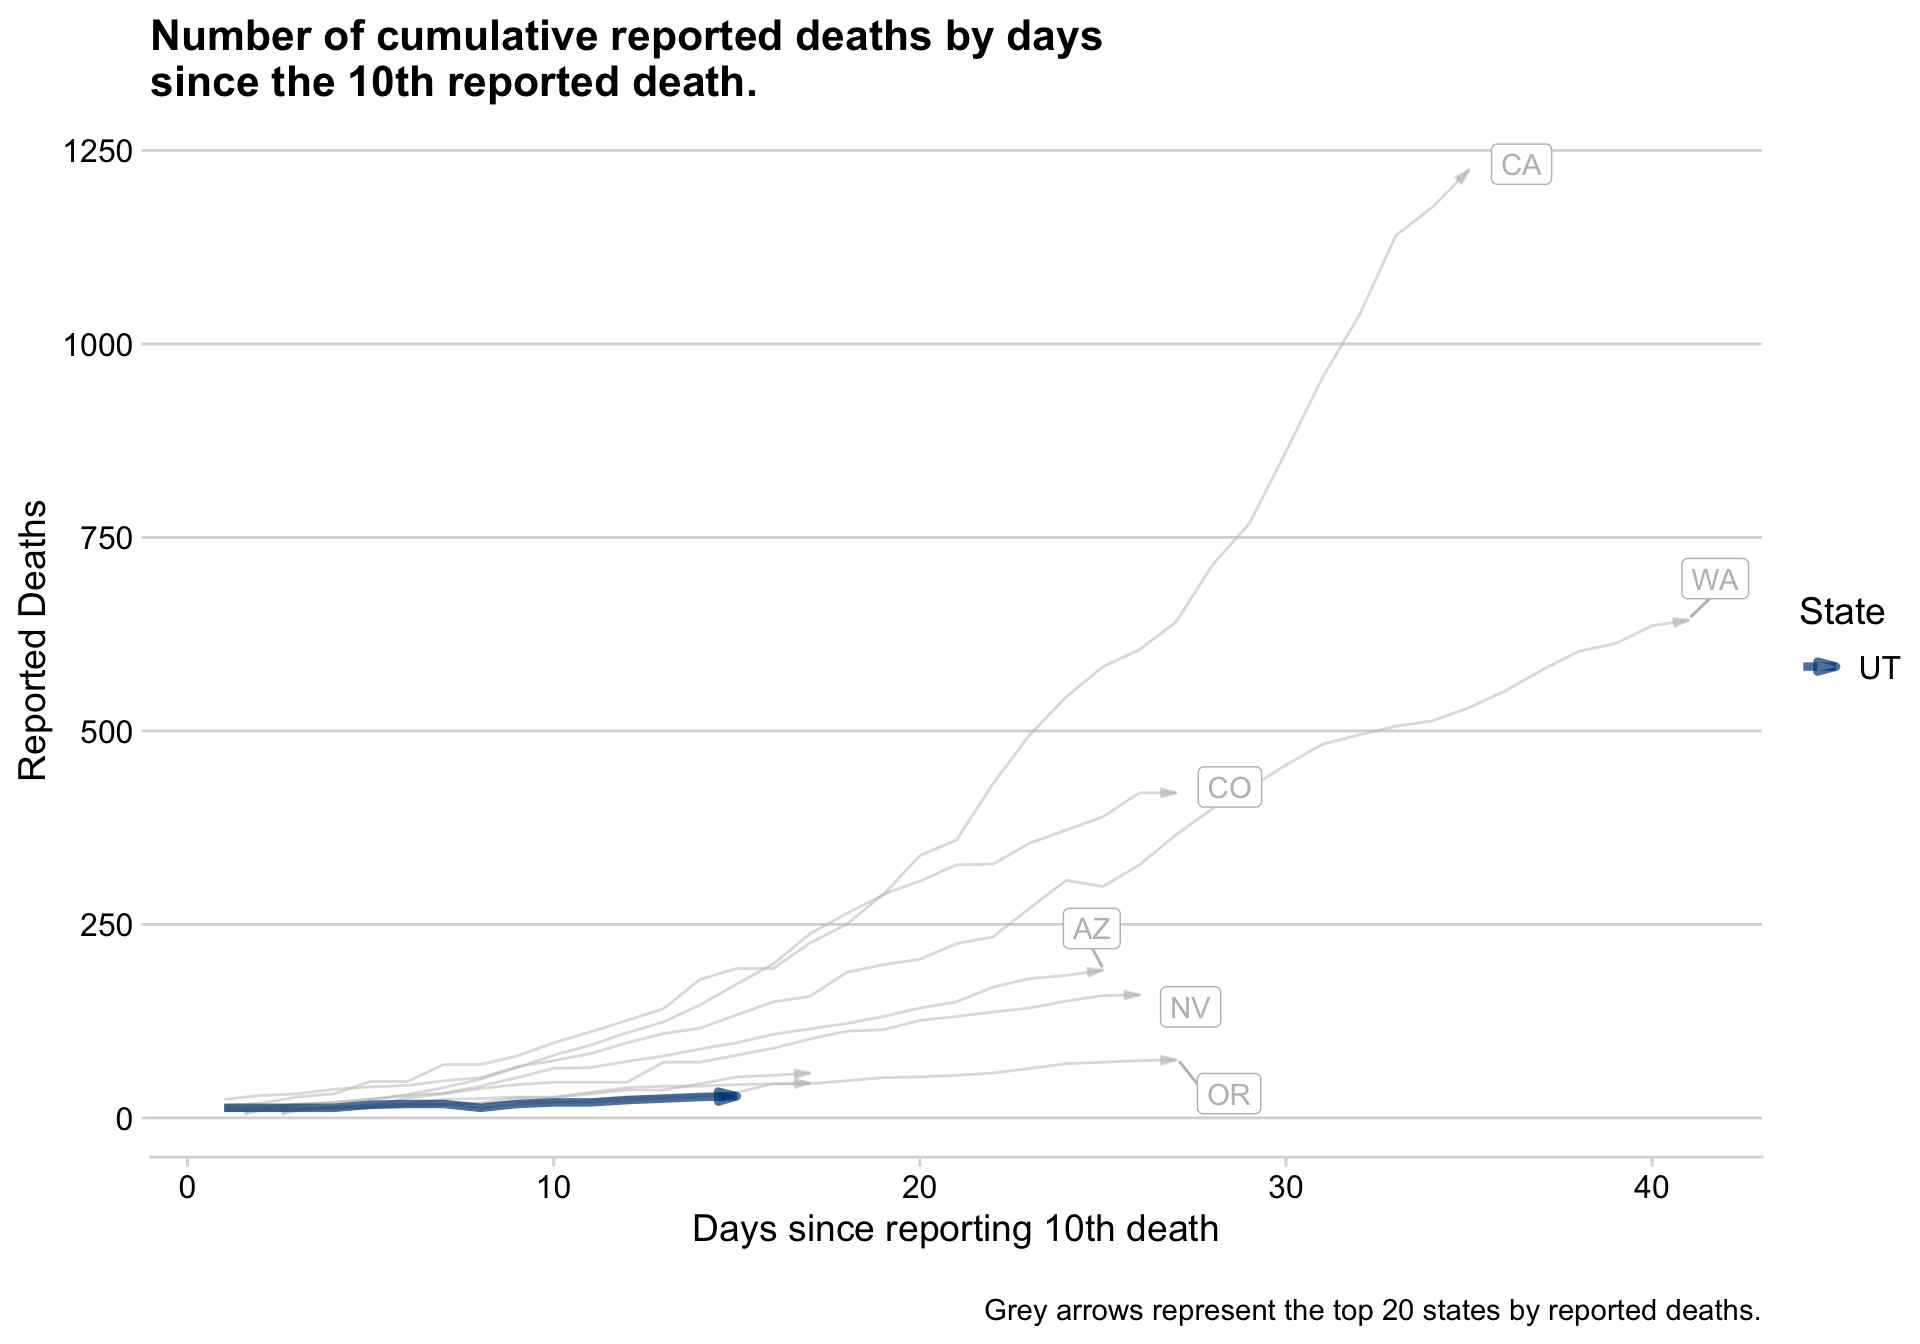 Number of cumulative reported deaths by days
since the 10th reported death.
1250
1000
750
500
250
0
Reported Deaths
CA
WA
CO
AZ
NV
OR
State
UT
0 10 20 30 40
Days since reporting 10th death
Grey arrows represent the top 20 states by reported deaths.